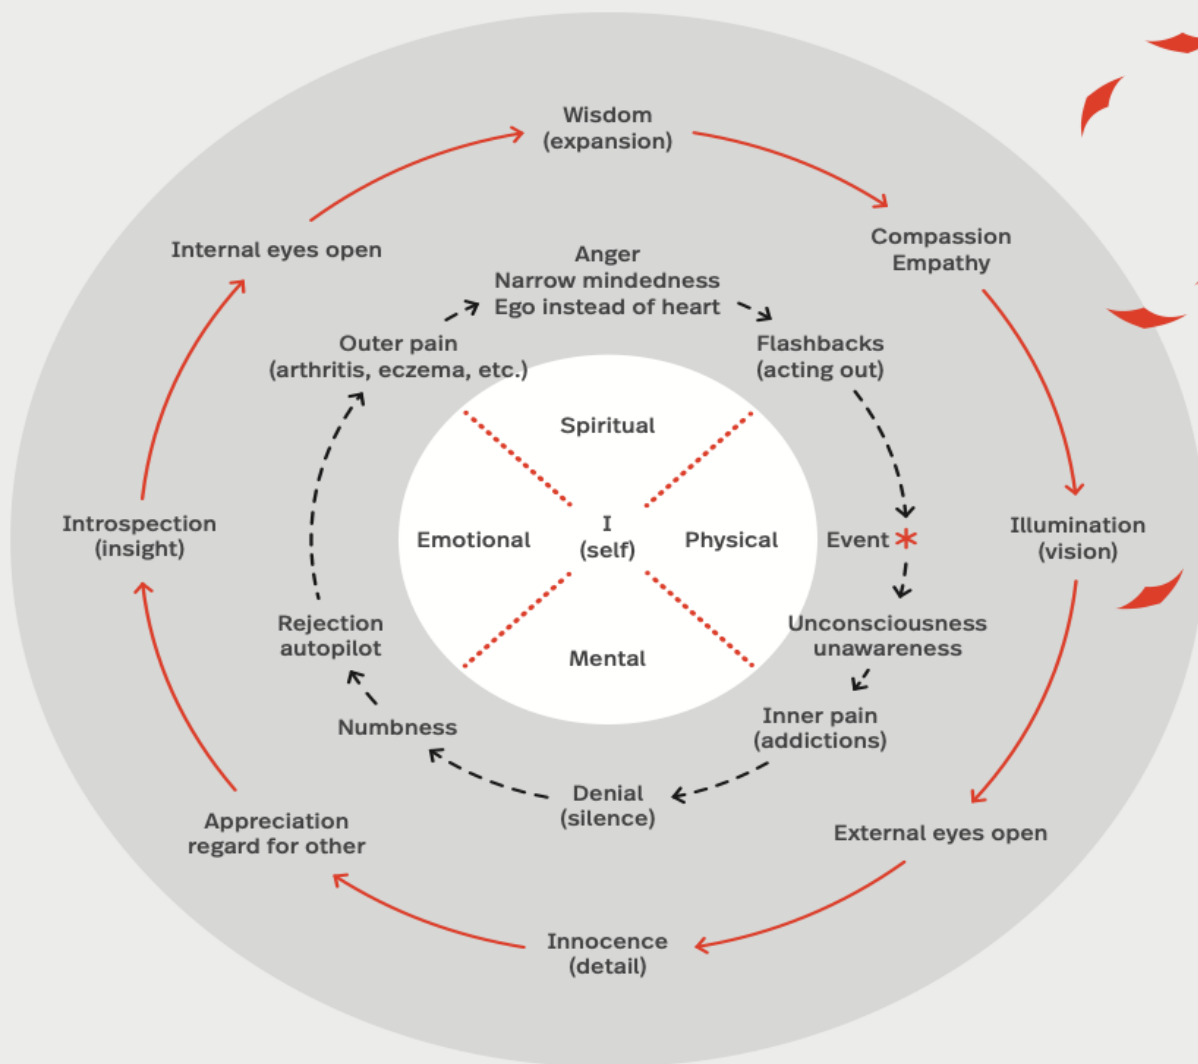 Wisdom
(expansion)
Compassion
Empathy
Illumination
(vision)
External eyes open
Innocence
(detail)
Appreciation
regard for other
Introspection
(insight)
Internal eyes open
Anger
Narrow mindedness
Ego instead of heart
Flashbacks
(acting out)
Event *
Unconsciousness
unawareness
Inner pain
(addictions)
Denial
(silence)
Numbness
Rejection
autopilot
Outer pain
(arthritis, eczema, etc.)
Spiritual
Physical
Mental
Emotional
I
(self)